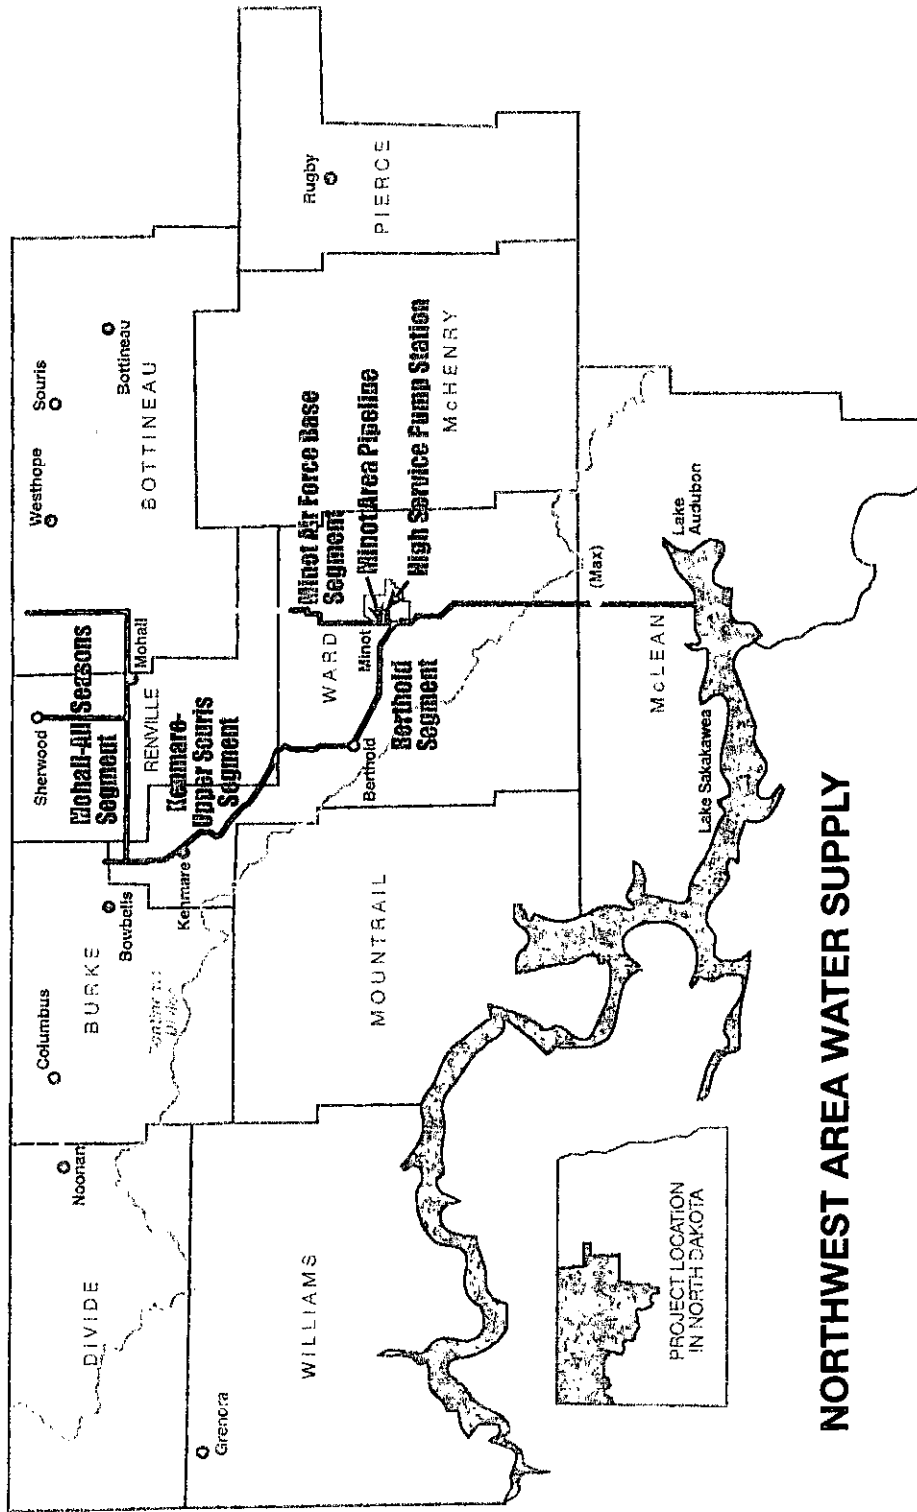 Noonan
Columbus
Sherwood
Westhope
Souris
DIVIDE
BURKE
Bowbells
Mohall-All Seasons
Segment
Mohall
BOTTINEAU
Bottineau
RENVILLE
Kenmare
Kenmare-
Upper Souris
Segment
Grenora
WILLIAMS
MOUNTRAIL
WARD
Berthold
Berthold
Segment
Minot
Minot Air Force Base
Segment
Minot Area Pipeline
High Service Pump Station
McHENRY
Rugby
PIERCE
(Max)
McLEAN
Lake Sakakawea
Lake
Audubon
PROJECT LOCATION
IN NORTH DAKOTA
NORTHWEST AREA WATER SUPPLY